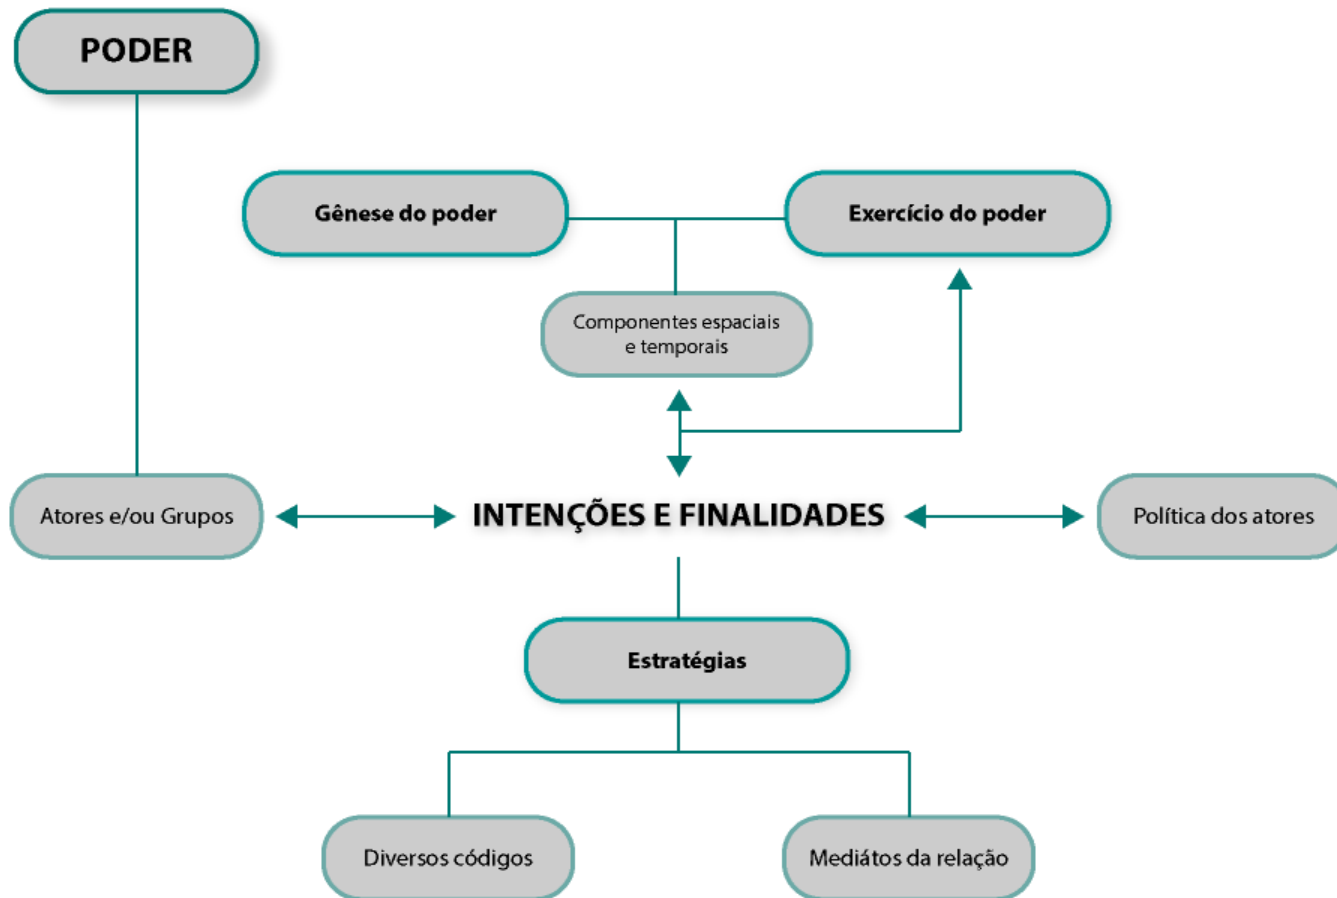 PODER
Gênese do poder
Exercício do poder
Componentes espaciais
e temporais
Atores e/ou Grupos
INTENÇÕES E FINALIDADES
Política dos atores
Estratégias
Diversos códigos
Mediátos da relação